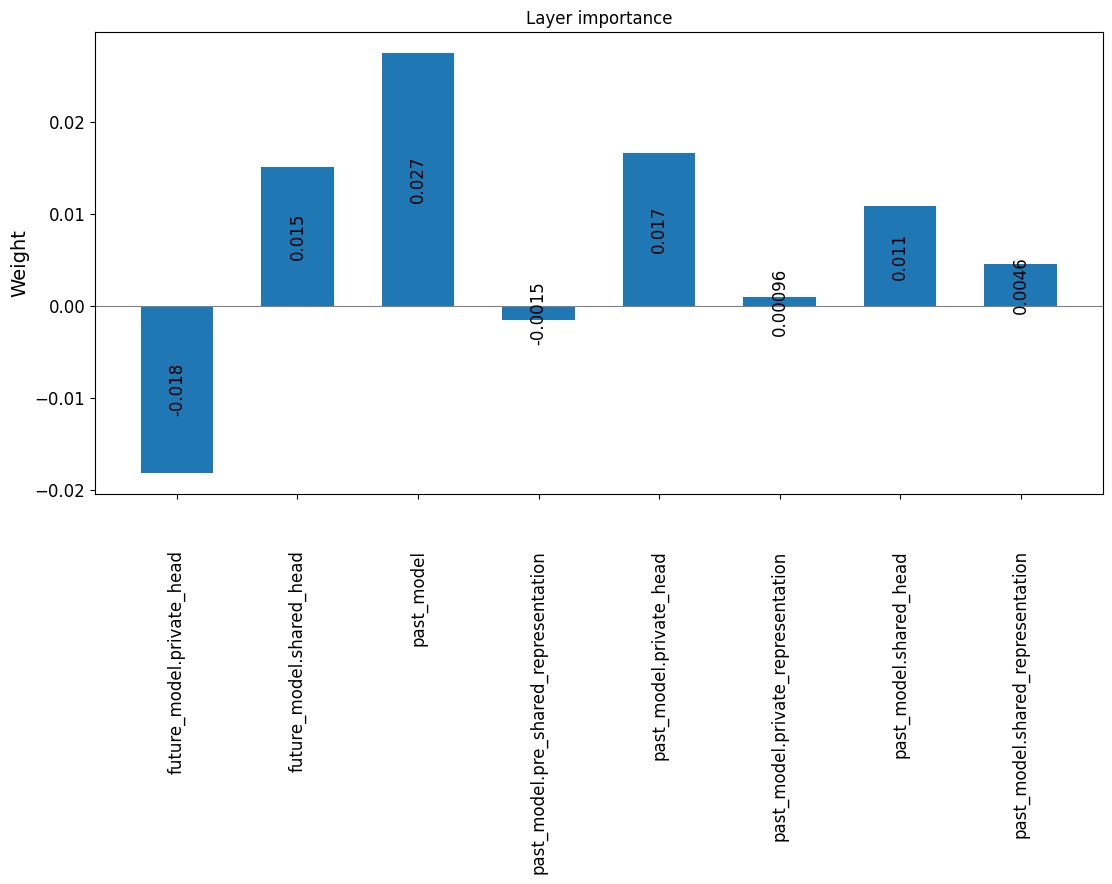 Layer importance
Weight
0.02
0.01
0.00
−0.01
−0.02
-0.018
0.015
0.027
-0.0015
0.017
0.00096
0.011
0.0046
future_model.private_head
future_model.shared_head
past_model
past_model.pre_shared_representation
past_model.private_head
past_model.private_representation
past_model.shared_head
past_model.shared_representation